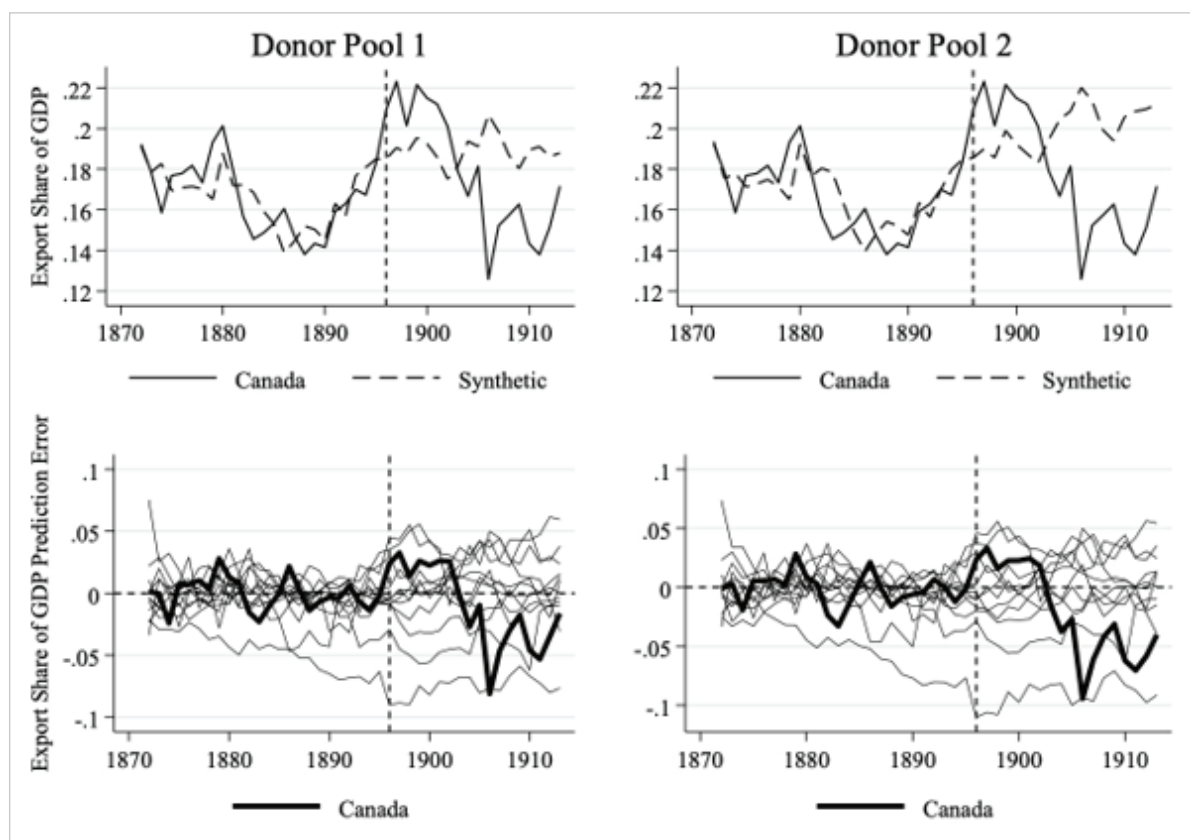 Donor Pool 1
Donor Pool 2
Export Share of GDP
.22
.2
.18
.16
.14
.12
1870 1880 1890 1900 1910
Canada Synthetic
.22
.2
.18
.16
.14
.12
1870 1880 1890 1900 1910
Canada Synthetic
Export Share of GDP Prediction Error
.1
.05
0
-.05
-.1
1870 1880 1890 1900 1910
Canada
.1
.05
0
-.05
-.1
1870 1880 1890 1900 1910
Canada